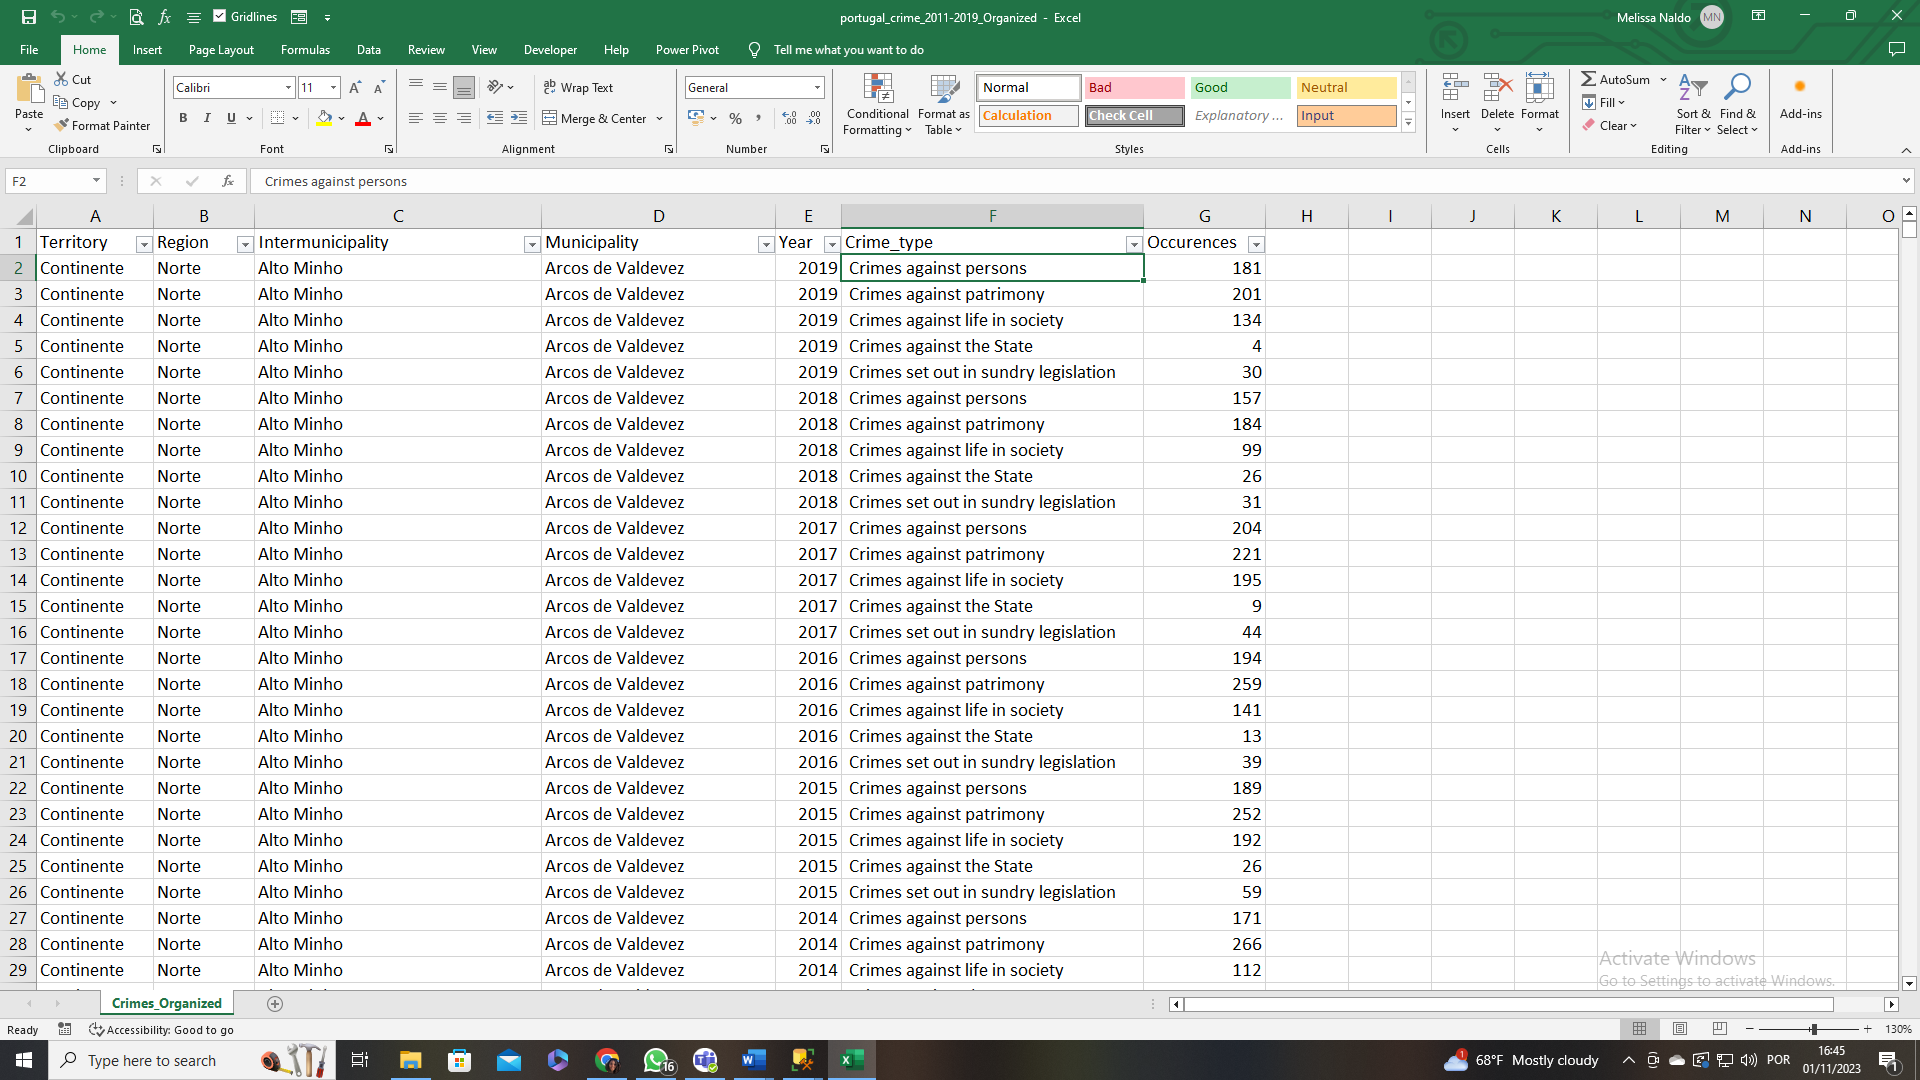 Gridlines
portugal_crime_2011-2019_Organized - Excel
Melissa Naldo MN
File Home Insert Page Layout Formulas Data Review View Developer Help Power Pivot Tell me what you want to do
Paste
Cut
Copy
Format Painter
Clipboard
Calibri 11
B I U
Font
Wrap Text
Merge & Center
Alignment
General
Number
Conditional Formatting
Format as Table
Normal Bad Good Neutral
Calculation Check Cell Explanatory ... Input
Styles
Insert Delete Format
Cells
AutoSum
Fill
Clear
Sort & Filter
Find & Select
Editing
Add-ins
Add-ins
F2 fx Crimes against persons
A B C D E F G H I J K L M N O
1 Territory Region Intermunicipality Municipality Year Crime_type Occurences
2 Continente Norte Alto Minho Arcos de Valdevez 2019 Crimes against persons 181
3 Continente Norte Alto Minho Arcos de Valdevez 2019 Crimes against patrimony 201
4 Continente Norte Alto Minho Arcos de Valdevez 2019 Crimes against life in society 134
5 Continente Norte Alto Minho Arcos de Valdevez 2019 Crimes against the State 4
6 Continente Norte Alto Minho Arcos de Valdevez 2019 Crimes set out in sundry legislation 30
7 Continente Norte Alto Minho Arcos de Valdevez 2018 Crimes against persons 157
8 Continente Norte Alto Minho Arcos de Valdevez 2018 Crimes against patrimony 184
9 Continente Norte Alto Minho Arcos de Valdevez 2018 Crimes against life in society 99
10 Continente Norte Alto Minho Arcos de Valdevez 2018 Crimes against the State 26
11 Continente Norte Alto Minho Arcos de Valdevez 2018 Crimes set out in sundry legislation 31
12 Continente Norte Alto Minho Arcos de Valdevez 2017 Crimes against persons 204
13 Continente Norte Alto Minho Arcos de Valdevez 2017 Crimes against patrimony 221
14 Continente Norte Alto Minho Arcos de Valdevez 2017 Crimes against life in society 195
15 Continente Norte Alto Minho Arcos de Valdevez 2017 Crimes against the State 9
16 Continente Norte Alto Minho Arcos de Valdevez 2017 Crimes set out in sundry legislation 44
17 Continente Norte Alto Minho Arcos de Valdevez 2016 Crimes against persons 194
18 Continente Norte Alto Minho Arcos de Valdevez 2016 Crimes against patrimony 259
19 Continente Norte Alto Minho Arcos de Valdevez 2016 Crimes against life in society 141
20 Continente Norte Alto Minho Arcos de Valdevez 2016 Crimes against the State 13
21 Continente Norte Alto Minho Arcos de Valdevez 2016 Crimes set out in sundry legislation 39
22 Continente Norte Alto Minho Arcos de Valdevez 2015 Crimes against persons 189
23 Continente Norte Alto Minho Arcos de Valdevez 2015 Crimes against patrimony 252
24 Continente Norte Alto Minho Arcos de Valdevez 2015 Crimes against life in society 192
25 Continente Norte Alto Minho Arcos de Valdevez 2015 Crimes against the State 26
26 Continente Norte Alto Minho Arcos de Valdevez 2015 Crimes set out in sundry legislation 59
27 Continente Norte Alto Minho Arcos de Valdevez 2014 Crimes against persons 171
28 Continente Norte Alto Minho Arcos de Valdevez 2014 Crimes against patrimony 266
29 Continente Norte Alto Minho Arcos de Valdevez 2014 Crimes against life in society 112
Activate Windows
Go to Settings to activate Windows.
Crimes_Organized
Ready Accessibility: Good to go 130%
Type here to search
16
1
68°F Mostly cloudy
POR
16:45
01/11/2023
1